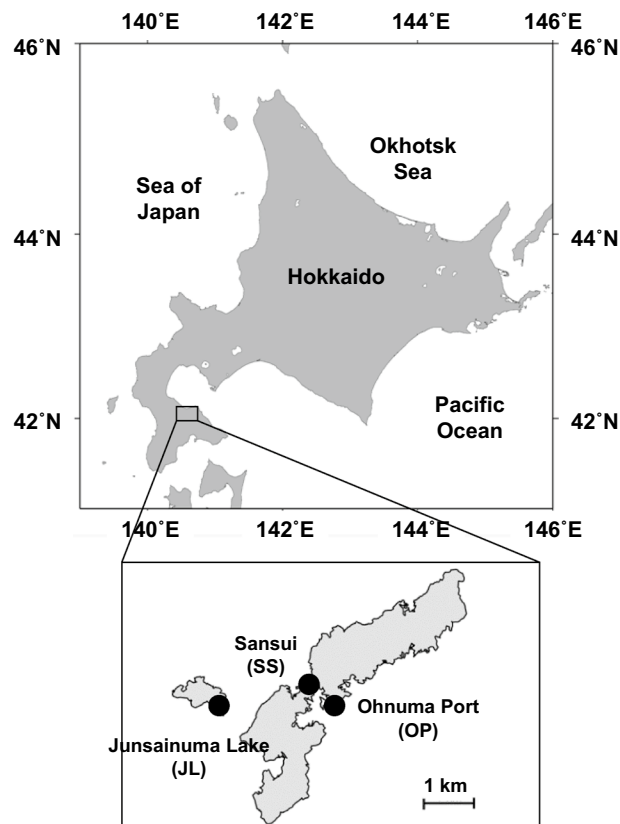 140˚E 142˚E 144˚E 146˚E
46˚N 46˚N
Okhotsk
Sea
Sea of
Japan
44˚N 44˚N
Hokkaido
Pacific
Ocean
42˚N 42˚N
140˚E 142˚E 144˚E 146˚E
Sansui
(SS)
Ohnuma Port
(OP)
Junsainuma Lake
(JL)
1 km